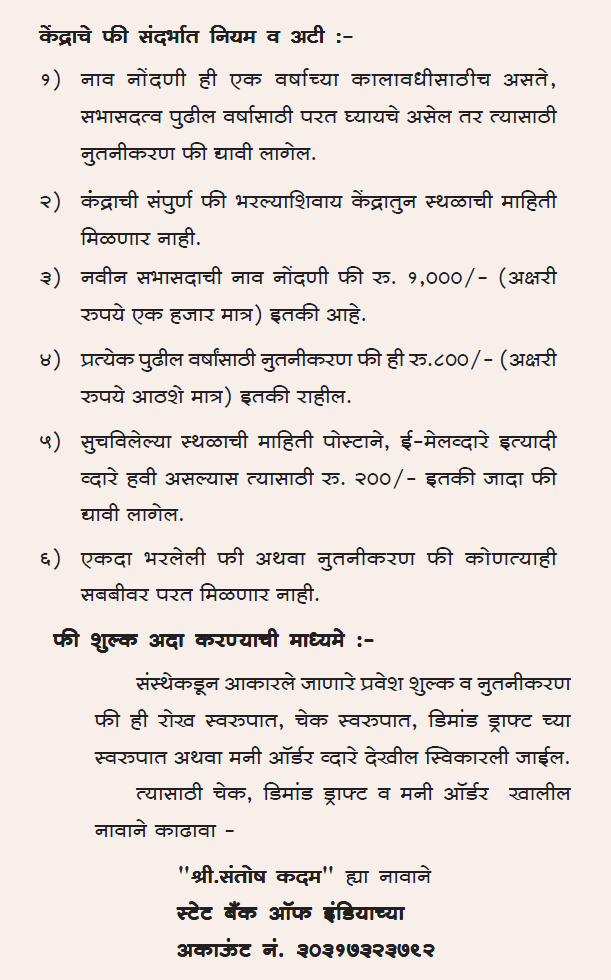 केंद्राचे फी संदर्भात नियम व अटी :-
१) नाव नोंदणी ही एक वर्षाच्या कालावधीसाठीच असते,
सभासदत्व पुढील वर्षासाठी परत घ्यायचे असेल तर त्यासाठी
नुतनीकरण फी द्यावी लागेल.
२) कंद्राची संपुर्ण फी भरल्याशिवाय केंद्रातुन स्थळाची माहिती
मिळणार नाही.
३) नवीन सभासदाची नाव नोंदणी फी रु. १,०००/- (अक्षरी
रुपये एक हजार मात्र) इतकी आहे.
४) प्रत्येक पुढील वर्षांसाठी नुतनीकरण फी ही रु.८००/- (अक्षरी
रुपये आठशे मात्र) इतकी राहील.
५) सुचविलेल्या स्थळाची माहिती पोस्टाने, ई-मेलव्दारे इत्यादी
व्दारे हवी असल्यास त्यासाठी रु. २००/- इतकी जादा फी
द्यावी लागेल.
६) एकदा भरलेली फी अथवा नुतनीकरण फी कोणत्याही
सबबीवर परत मिळणार नाही.
फी शुल्क अदा करण्याची माध्यमे :-
संस्थेकडून आकारले जाणारे प्रवेश शुल्क व नुतनीकरण
फी ही रोख स्वरुपात, चेक स्वरुपात, डिमांड ड्राफ्ट च्या
स्वरुपात अथवा मनी ऑर्डर व्दारे देखील स्विकारली जाईल.
त्यासाठी चेक, डिमांड ड्राफ्ट व मनी ऑर्डर खालील
नावाने काढावा -
"श्री.संतोष कदम" ह्या नावाने
स्टेट बँक ऑफ इंडियाच्या
अकाऊंट नं. ३०३१७३२३७९२